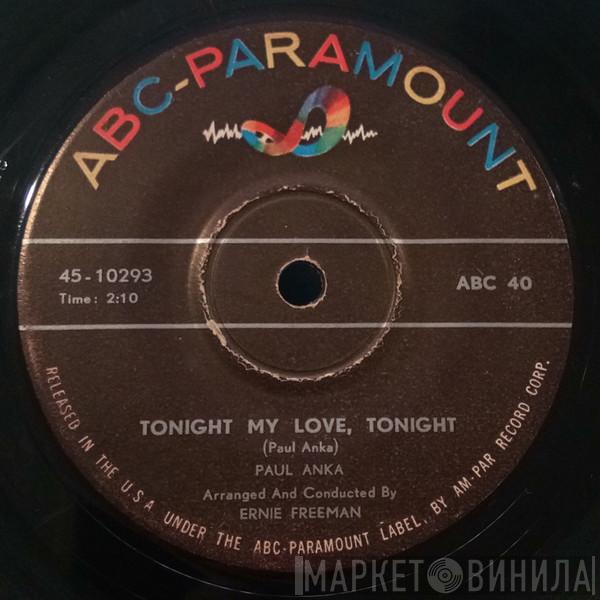 ABC-PARAMOUNT
45-10293
Time: 2:10
ABC 40
TONIGHT MY LOVE, TONIGHT
(Paul Anka)
PAUL ANKA
Arranged And Conducted By
ERNIE FREEMAN
RELEASED IN THE U.S.A UNDER THE ABC-PARAMOUNT LABEL, BY AM-PAR RECORD CORP.
МАРКЕТ ВИНИЛА